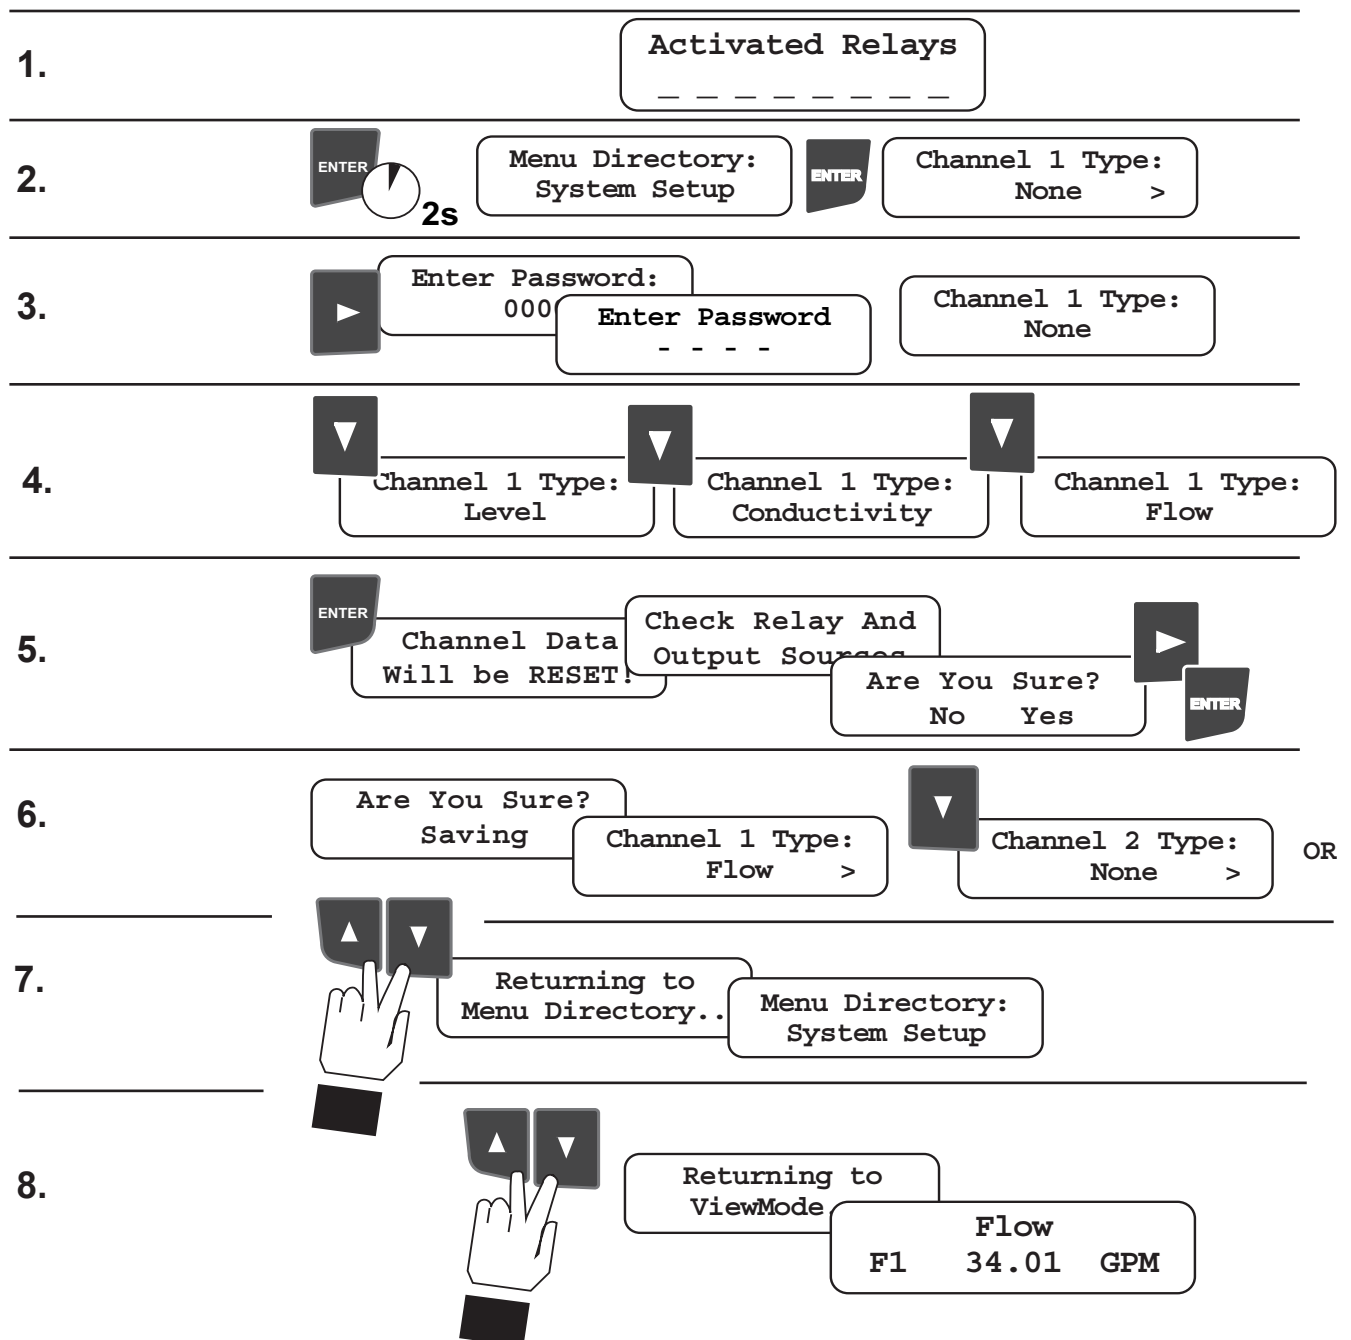 1.
Activated Relays
_ _ _ _ _ _ _ _
2.
ENTER
2s
Menu Directory:
System Setup
ENTER
Channel 1 Type:
None >
3.
Enter Password:
000
Enter Password
- - - -
Channel 1 Type:
None
4.
Channel 1 Type:
Level
Channel 1 Type:
Conductivity
Channel 1 Type:
Flow
5.
ENTER
Channel Data
Will be RESET!
Check Relay And
Output Sources
Are You Sure?
No Yes
ENTER
6.
Are You Sure?
Saving
Channel 1 Type:
Flow >
Channel 2 Type:
None >
OR
7.
Returning to
Menu Directory..
Menu Directory:
System Setup
8.
Returning to
ViewMode.
Flow
F1 34.01 GPM